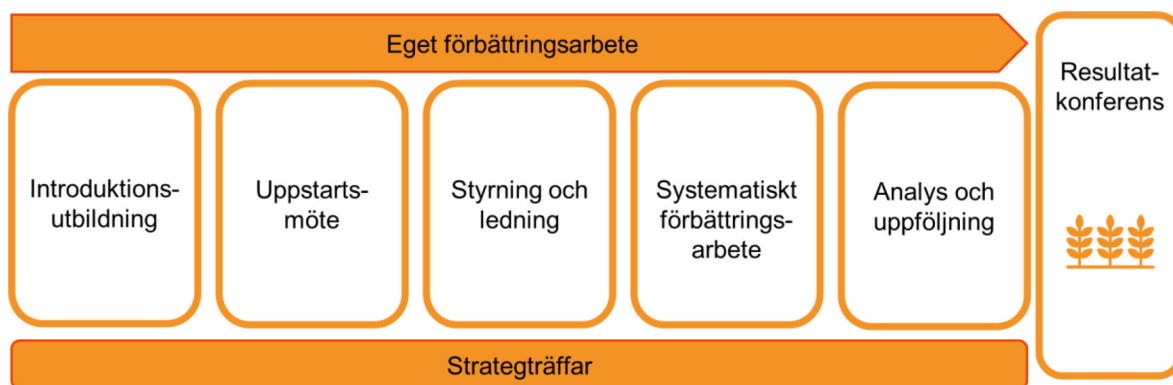 Eget förbättringsarbete
Introduktions-
utbildning
Uppstarts-
möte
Styrning och
ledning
Systematiskt
förbättrings-
arbete
Analys och
uppföljning
Resultat-
konferens
Strategträffar